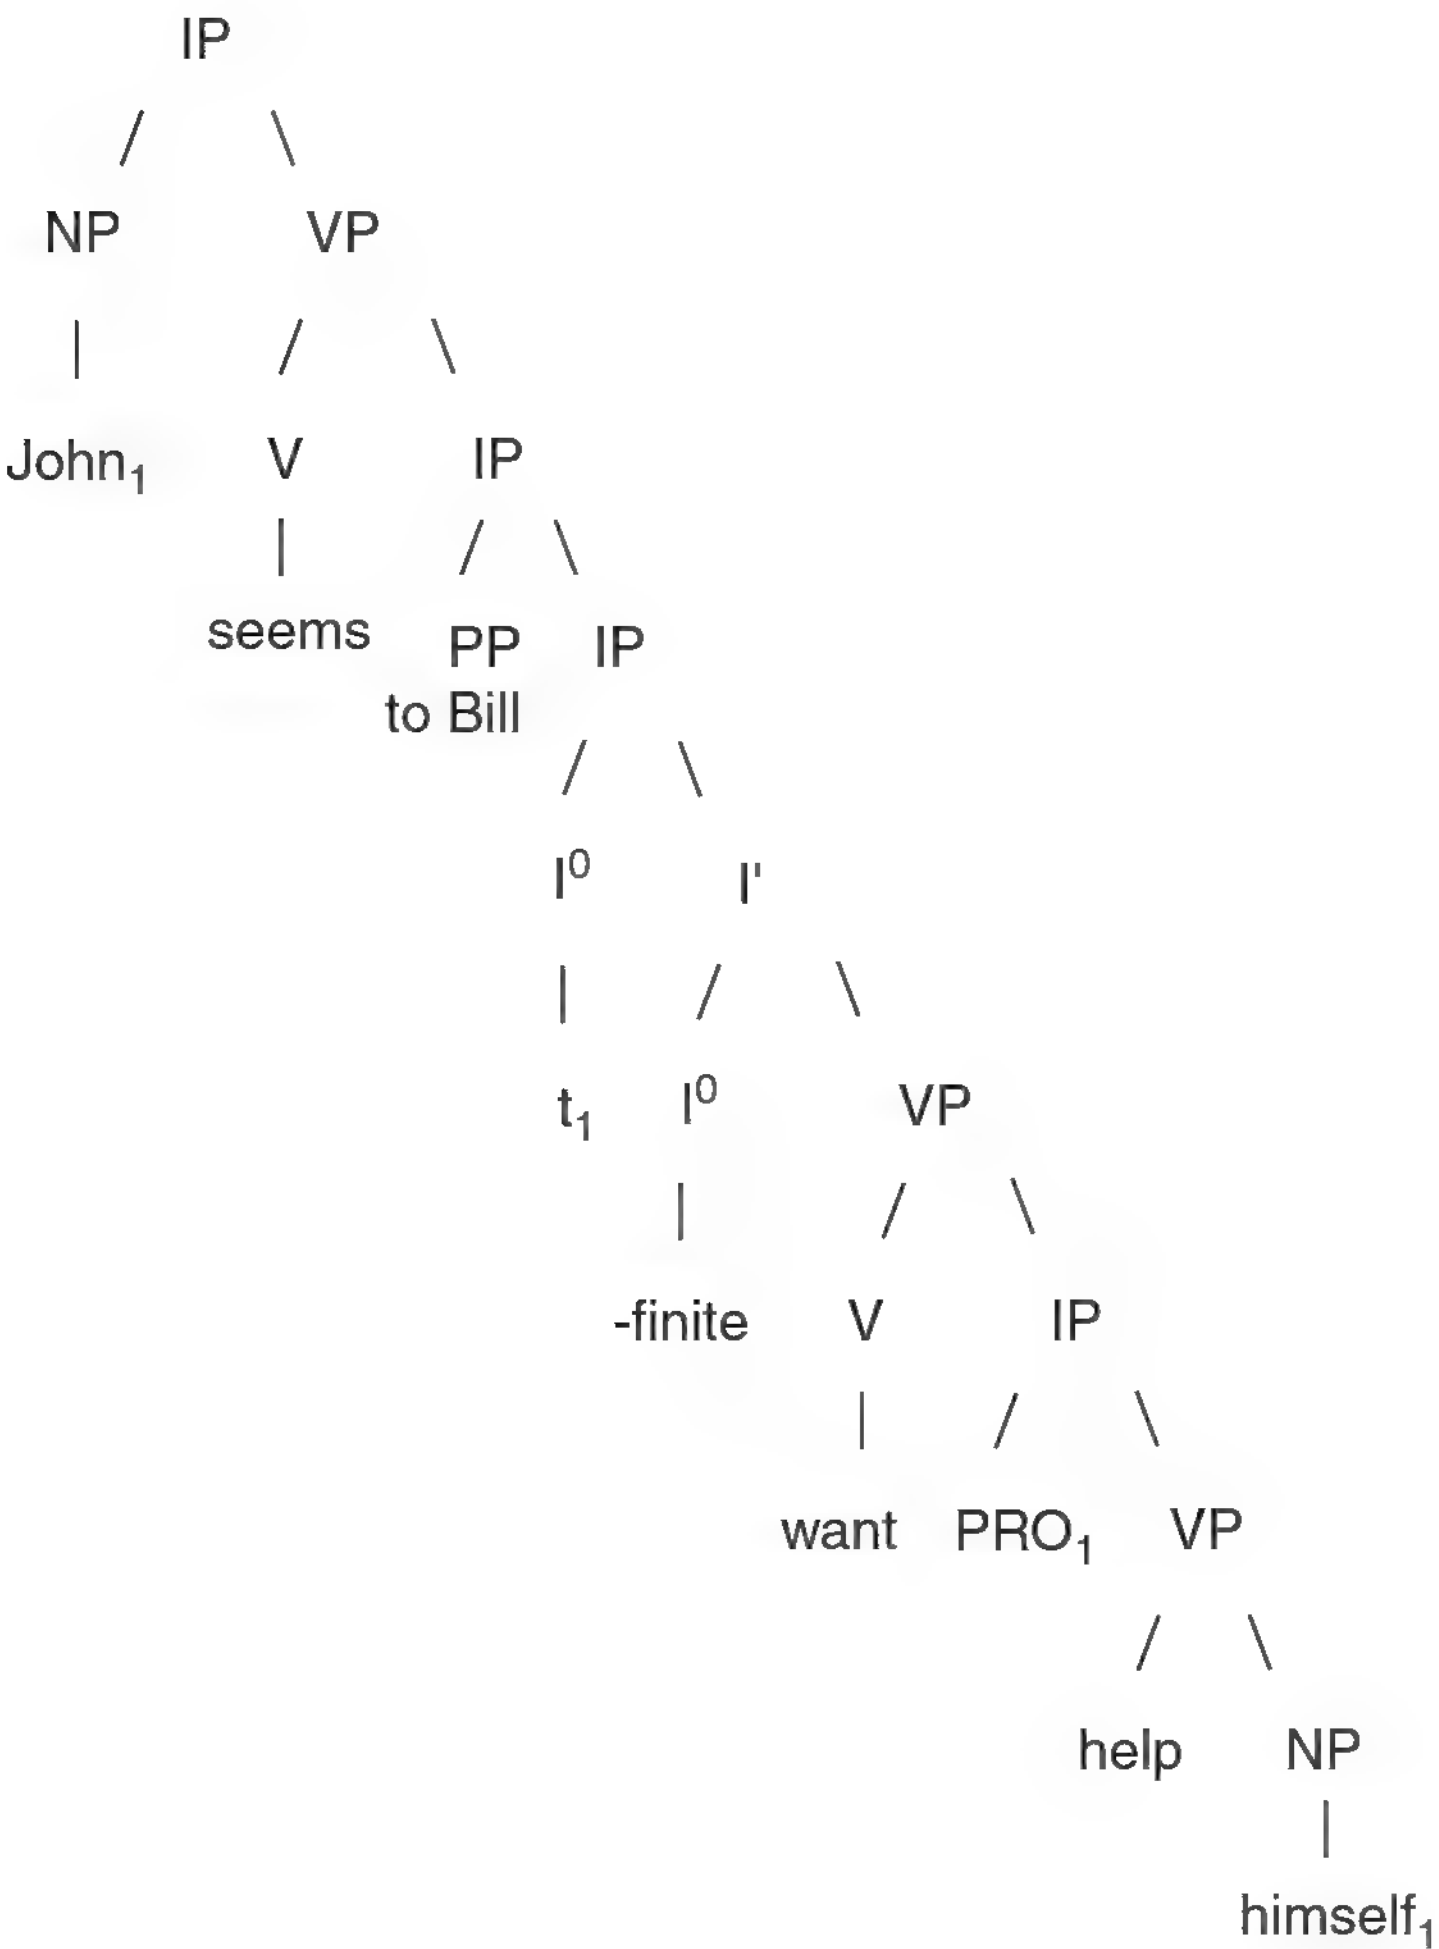 IP
NP VP
John₁ V IP
seems PP IP
to Bill
I⁰ I'
t₁ I⁰ VP
-finite V IP
want PRO₁ VP
help NP
himself₁